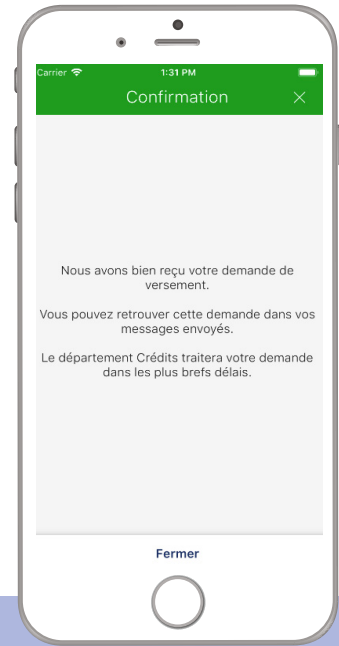 Carrier 1:31 PM
Confirmation
Nous avons bien reçu votre demande de
versement.
Vous pouvez retrouver cette demande dans vos
messages envoyés.
Le département Crédits traitera votre demande
dans les plus brefs délais.
Fermer